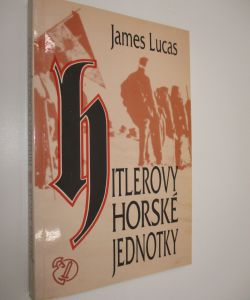 James Lucas
HITLEROVY
HORSKÉ
JEDNOTKY